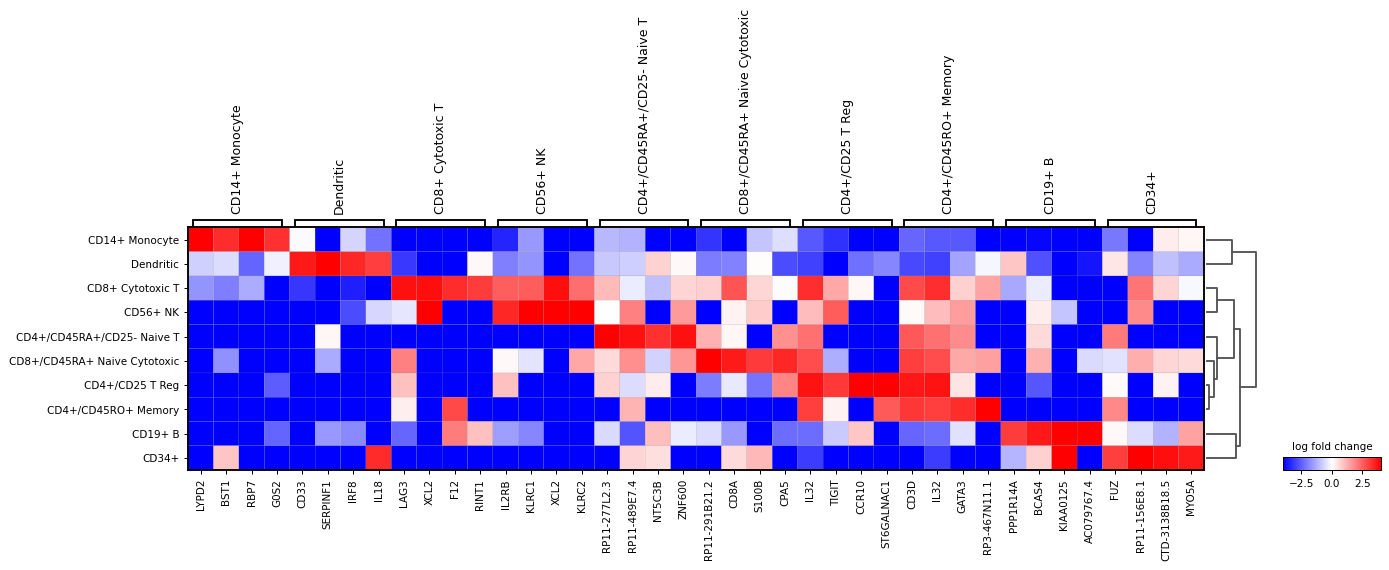 CD14+ Monocyte
Dendritic
CD8+ Cytotoxic T
CD56+ NK
CD4+/CD45RA+/CD25- Naive T
CD8+/CD45RA+ Naive Cytotoxic
CD4+/CD25 T Reg
CD4+/CD45RO+ Memory
CD19+ B
CD34+
CD14+ Monocyte
Dendritic
CD8+ Cytotoxic T
CD56+ NK
CD4+/CD45RA+/CD25- Naive T
CD8+/CD45RA+ Naive Cytotoxic
CD4+/CD25 T Reg
CD4+/CD45RO+ Memory
CD19+ B
CD34+
LYPD2
BST1
RBP7
G0S2
CD33
SERPINF1
IRF8
IL18
LAG3
XCL2
F12
RINT1
IL2RB
KLRC1
XCL2
KLRC2
RP11-277L2.3
RP11-489E7.4
NT5C3B
ZNF600
RP11-291B21.2
CD8A
S100B
CPA5
IL32
TIGIT
CCR10
ST6GALNAC1
CD3D
IL32
GATA3
RP3-467N11.1
PPP1R14A
BCAS4
KIAA0125
AC079767.4
FUZ
RP11-156E8.1
CTD-3138B18.5
MYO5A
log fold change
−2.5 0.0 2.5